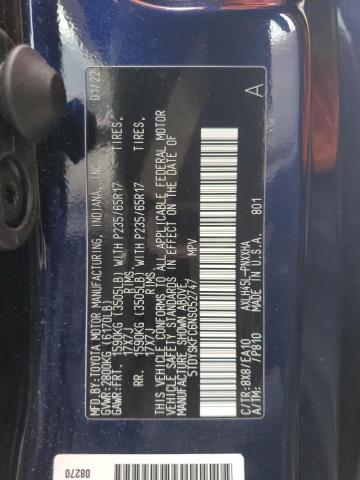 MFD. BY: TOYOTA MOTOR MANUFACTURING, INDIANA, INC. 01/22
GVWR:2800KG (6170LB)
GAWR:FRT. 1590KG (3505LB) WITH P235/65R17 TIRES,
17X7J RIMS,
RR. 1590KG (3505LB) WITH P235/65R17 TIRES,
17X7J RIMS,
THIS VEHICLE CONFORMS TO ALL APPLICABLE FEDERAL MOTOR
VEHICLE SAFETY STANDARDS IN EFFECT ON THE DATE OF
MANUFACTURE SHOWN ABOVE.
MPV
C/TR:8X8/EA10 AXLH45L-
A/TM: /P810 MADE IN U.S.A. 801
A
08270